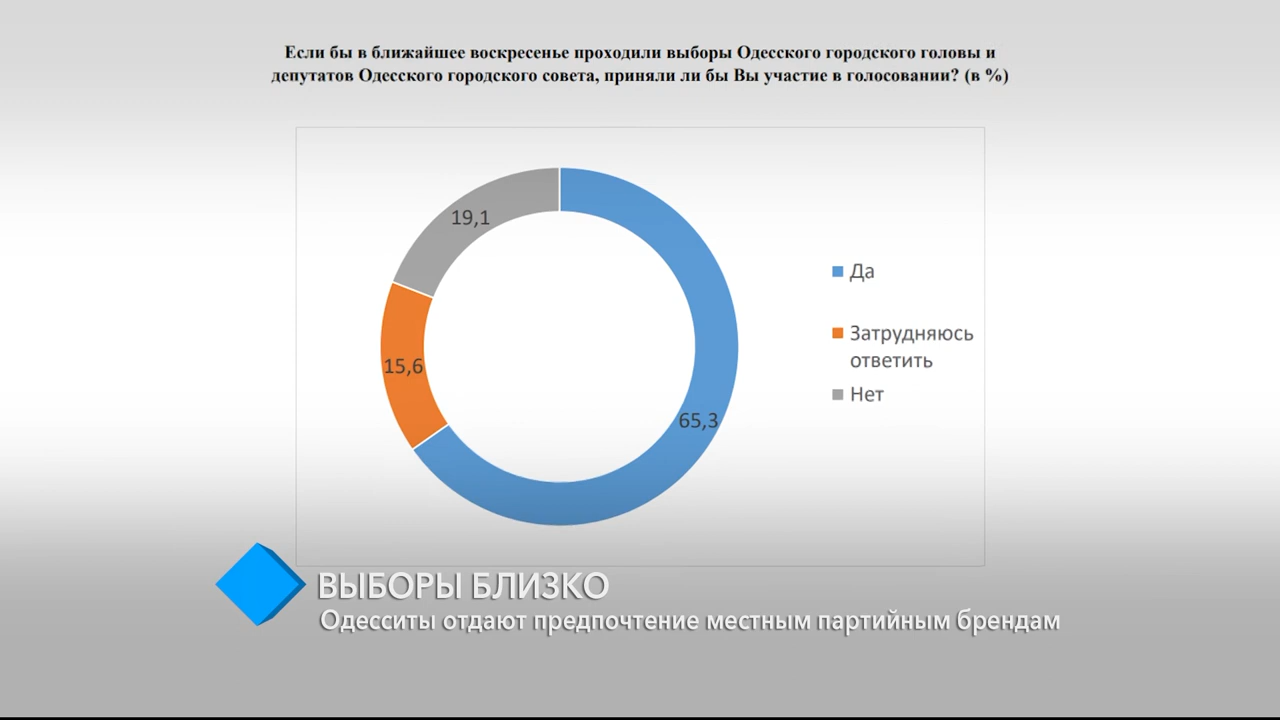 Если бы в ближайшее воскресенье проходили выборы Одесского городского головы и
депутатов Одесского городского совета, приняли ли бы Вы участие в голосовании? (в %)
19,1
15,6
65,3
Да
Затрудняюсь
ответить
Нет
ВЫБОРЫ БЛИЗКО
Одесситы отдают предпочтение местным партийным брендам